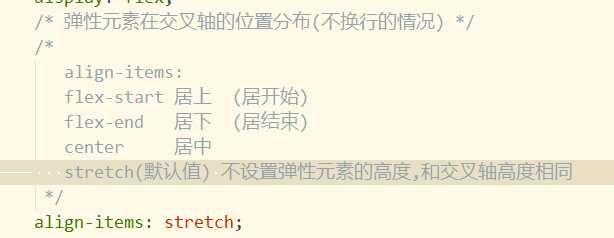 display: flex;
/* 弹性元素在交叉轴的位置分布(不换行的情况) */
/*
align-items:
flex-start 居上 (居开始)
flex-end 居下 (居结束)
center 居中
stretch(默认值) 不设置弹性元素的高度,和交叉轴高度相同
*/
align-items: stretch;